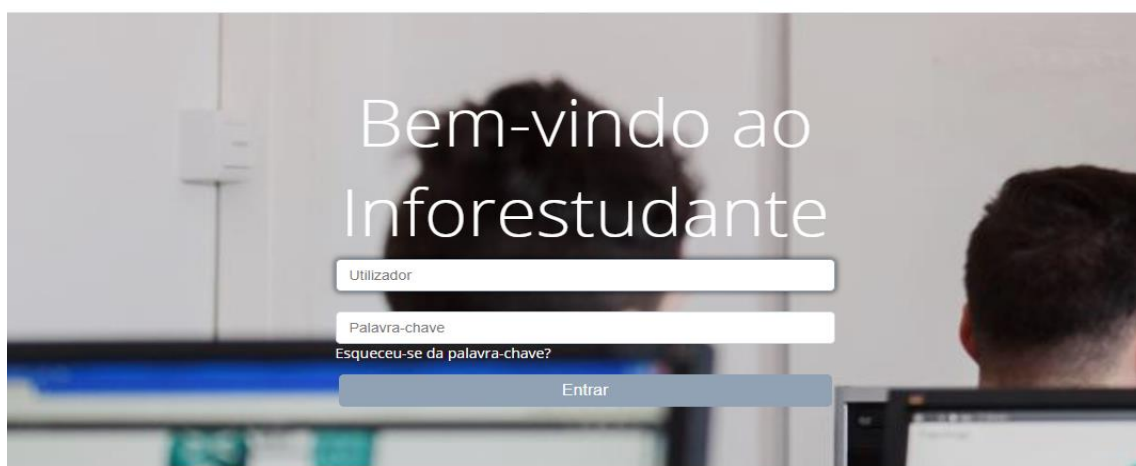 Bem-vindo ao
Inforestudante
Utilizador
Palavra-chave
Esqueceu-se da palavra-chave?
Entrar